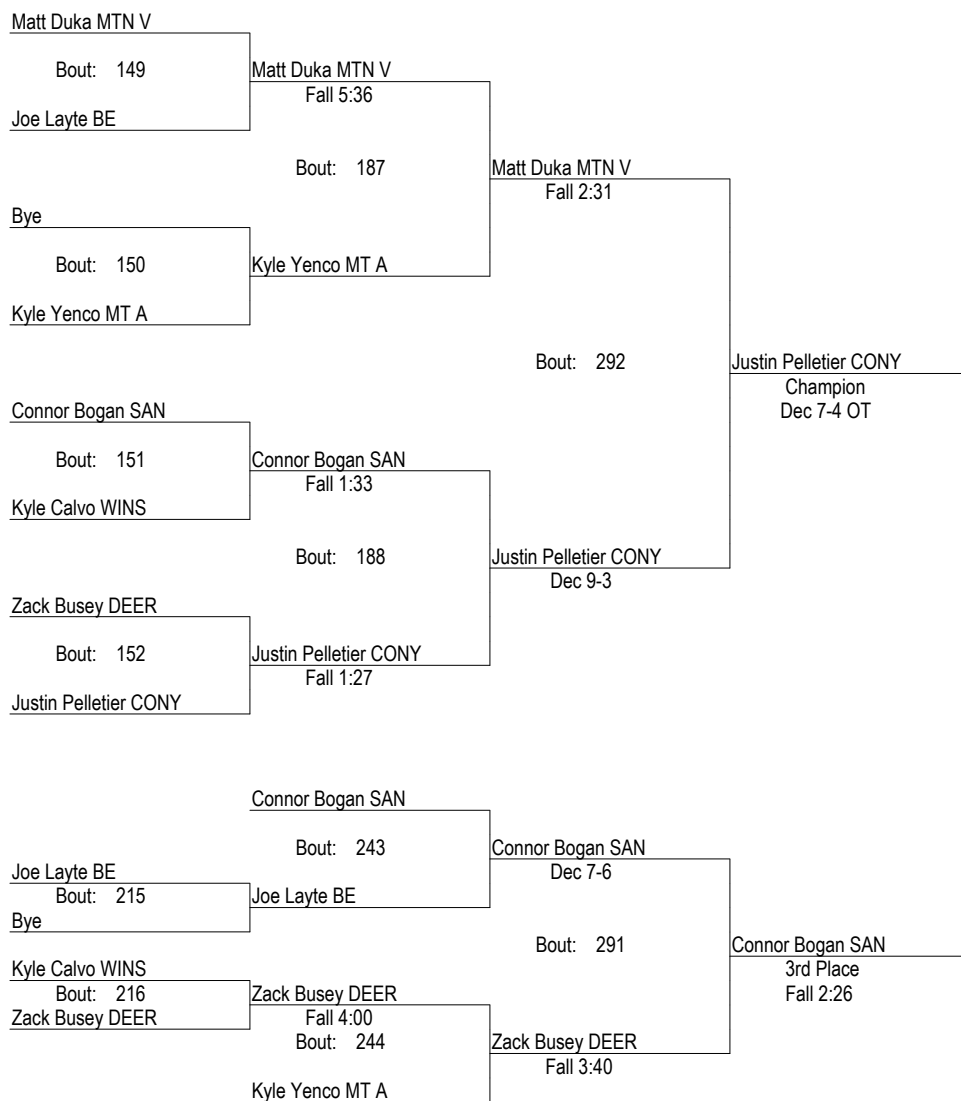 Matt Duka MTN V
Bout: 149
Matt Duka MTN V
Fall 5:36
Joe Layte BE
Bout: 187
Matt Duka MTN V
Fall 2:31
Bye
Bout: 150
Kyle Yenco MT A
Kyle Yenco MT A
Bout: 292
Justin Pelletier CONY
Champion
Dec 7-4 OT
Connor Bogan SAN
Bout: 151
Connor Bogan SAN
Fall 1:33
Kyle Calvo WINS
Bout: 188
Justin Pelletier CONY
Dec 9-3
Zack Busey DEER
Bout: 152
Justin Pelletier CONY
Fall 1:27
Justin Pelletier CONY
Connor Bogan SAN
Bout: 243
Connor Bogan SAN
Dec 7-6
Joe Layte BE
Bout: 215
Joe Layte BE
Bye
Bout: 291
Connor Bogan SAN
3rd Place
Fall 2:26
Kyle Calvo WINS
Bout: 216
Zack Busey DEER
Zack Busey DEER
Fall 4:00
Bout: 244
Zack Busey DEER
Fall 3:40
Kyle Yenco MT A